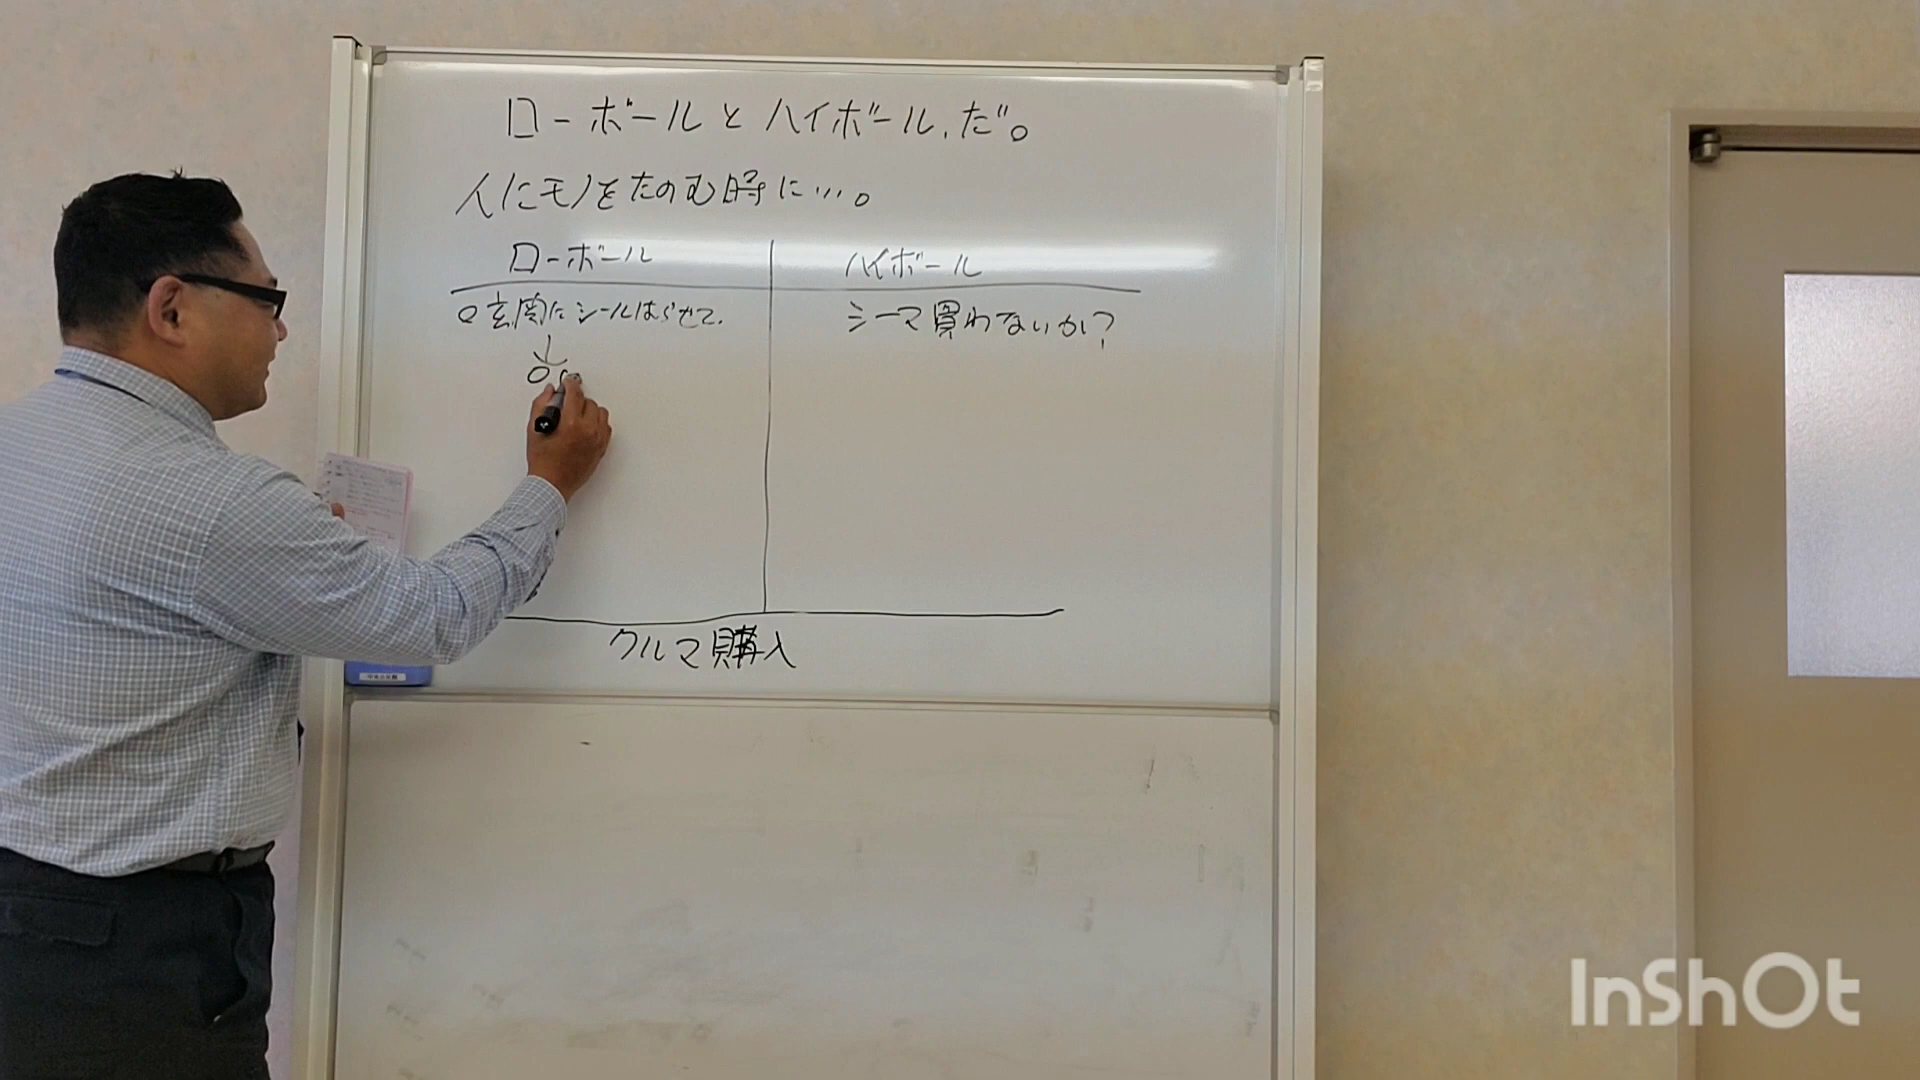 ローボールとハイボール.だ。
人にモノをたのむ時に…。
ローボール
ハイボール
○玄関にシールはらせて.
シーマ買わないか?
↓
クルマ購入
InShOt